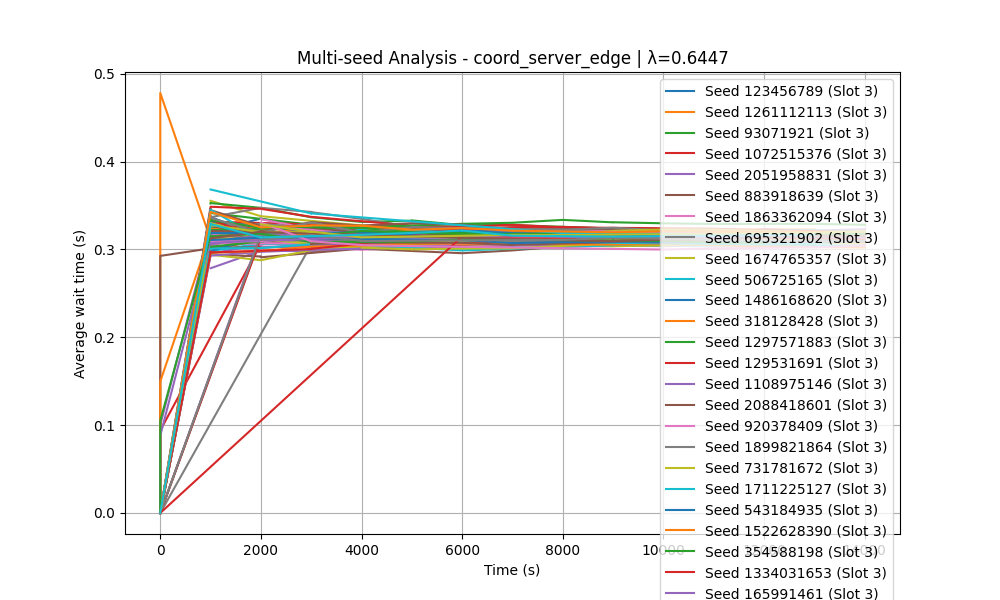 Multi-seed Analysis - coord_server_edge | λ=0.6447
Average wait time (s)
0.5
0.4
0.3
0.2
0.1
0.0
0
2000
4000
6000
8000
10000
Time (s)
Seed 123456789 (Slot 3)
Seed 1261112113 (Slot 3)
Seed 93071921 (Slot 3)
Seed 1072515376 (Slot 3)
Seed 2051958831 (Slot 3)
Seed 883918639 (Slot 3)
Seed 1863362094 (Slot 3)
Seed 695321902 (Slot 3)
Seed 1674765357 (Slot 3)
Seed 506725165 (Slot 3)
Seed 1486168620 (Slot 3)
Seed 318128428 (Slot 3)
Seed 1297571883 (Slot 3)
Seed 129531691 (Slot 3)
Seed 1108975146 (Slot 3)
Seed 2088418601 (Slot 3)
Seed 920378409 (Slot 3)
Seed 1899821864 (Slot 3)
Seed 731781672 (Slot 3)
Seed 1711225127 (Slot 3)
Seed 543184935 (Slot 3)
Seed 1522628390 (Slot 3)
Seed 354588198 (Slot 3)
Seed 1334031653 (Slot 3)
Seed 165991461 (Slot 3)